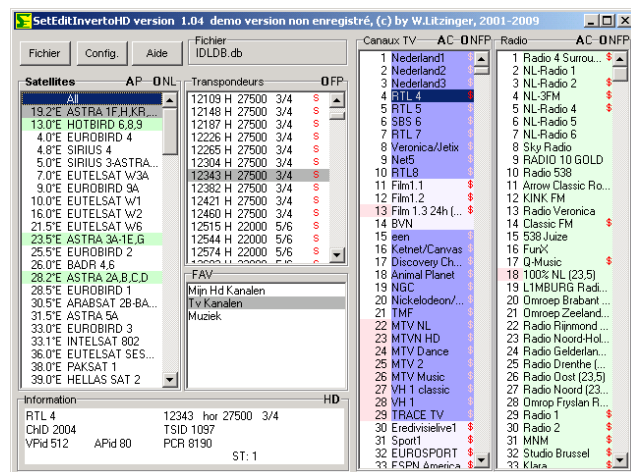 SetEditInvertoHD version 1.04 demo version non enregistré, (c) by W.Litzinger, 2001-2009
Fichier
Config.
Aide
Fichier
IDLDB.db
Satellites AP ONL
All
19.2°E ASTRA 1F,H,KR,...
13.0°E HOTBIRD 6,8,9
4.0°E EUROBIRD 4
4.8°E SIRIUS 4
5.0°E SIRIUS 3-ASTRA...
7.0°E EUTELSAT W3A
9.0°E EUROBIRD 9A
10.0°E EUTELSAT W1
16.0°E EUTELSAT W2
21.5°E EUTELSAT W6
23.5°E ASTRA 3A-1E,G
25.5°E EUROBIRD 2
26.0°E BADR 4,6
28.2°E ASTRA 2A,B,C,D
28.5°E EUROBIRD 1
30.5°E ARABSAT 2B-BA...
31.5°E ASTRA 5A
33.0°E EUROBIRD 3
33.1°E INTELSAT 802
36.0°E EUTELSAT SES...
38.0°E PAKSAT 1
39.0°E HELLAS SAT 2
Transpondeurs OFP
12109 H 27500 3/4 S
12148 H 27500 3/4 S
12187 H 27500 3/4 S
12226 H 27500 3/4 S
12265 H 27500 3/4 S
12304 H 27500 3/4 S
12343 H 27500 3/4 S
12382 H 27500 3/4 S
12421 H 27500 3/4 S
12460 H 27500 3/4 S
12515 H 22000 5/6 S
12544 H 22000 5/6 S
12574 H 22000 5/6 S
FAV
Mijn Hd Kanalen
Tv Kanalen
Muziek
Canaux TV AC ONFP
1 Nederland1 $
2 Nederland2 $
3 Nederland3 $
4 RTL 4 $
5 RTL 5 $
6 SBS 6 $
7 RTL 7 $
8 Veronica/Jetix $
9 Net5 $
10 RTL8 $
11 Film1.1 $
12 Film1.2 $
13 Film 1.3 24h (... $
14 BVN
15 een $
16 Ketnet/Canvas $
17 Discovery Ch... $
18 Animal Planet $
19 NGC $
20 Nickelodeon/... $
21 TMF $
22 MTV NL $
23 MTVN HD $
24 MTV Dance $
25 MTV 2 $
26 MTV Music $
27 VH 1 classic $
28 VH 1 $
29 TRACE TV $
30 Eredivisielive1 $
31 Sport1 $
32 EUROSPORT $
33 ESPN America $
Radio AC ONFP
1 Radio 4 Surrou... $
2 NL-Radio 1
3 NL-Radio 2 $
4 NL-3FM $
5 NL-Radio 4 $
6 NL-Radio 5
7 NL-Radio 6
8 Sky Radio
9 RADIO 10 GOLD
10 Radio 538
11 Arrow Classic Ro...
12 KINK FM
13 Radio Veronica
14 Classic FM $
15 538 Juize
16 FunX
17 Q-Music $
18 100% NL (23,5)
19 L1MBURG Radi...
20 Omroep Brabant ...
21 Omroep Zeeland...
22 Radio Rijnmond ...
23 Radio Noord-Hol...
24 Radio Gelderlan...
25 Radio Drenthe (...
26 Radio Oost (23,5)
27 Radio Noord (23...
28 Omrop Fryslan R...
29 Radio 1 $
30 Radio 2 $
31 MNM $
32 Studio Brussel $
33 Klara $
Information HD
RTL 4 12343 hor 27500 3/4
ChID 2004 TSID 1097
VPid 512 APid 80 PCR 8190
ST: 1